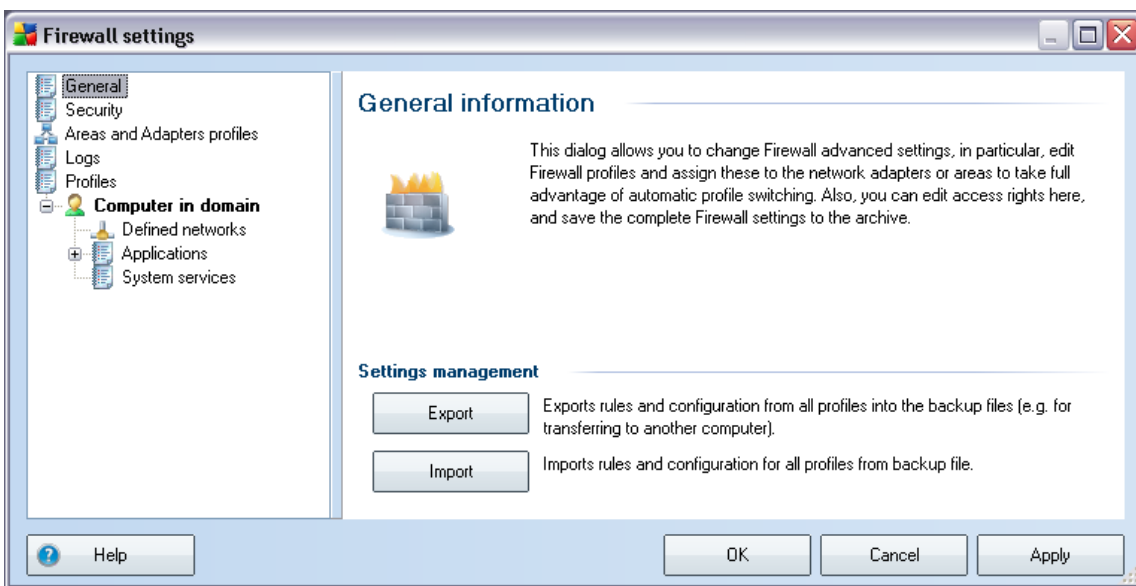 Firewall settings
General
Security
Areas and Adapters profiles
Logs
Profiles
Computer in domain
Defined networks
Applications
System services
General information
This dialog allows you to change Firewall advanced settings, in particular, edit
Firewall profiles and assign these to the network adapters or areas to take full
advantage of automatic profile switching. Also, you can edit access rights here,
and save the complete Firewall settings to the archive.
Settings management
Export
Exports rules and configuration from all profiles into the backup files (e.g. for
transferring to another computer).
Import
Imports rules and configuration for all profiles from backup file.
Help
OK
Cancel
Apply